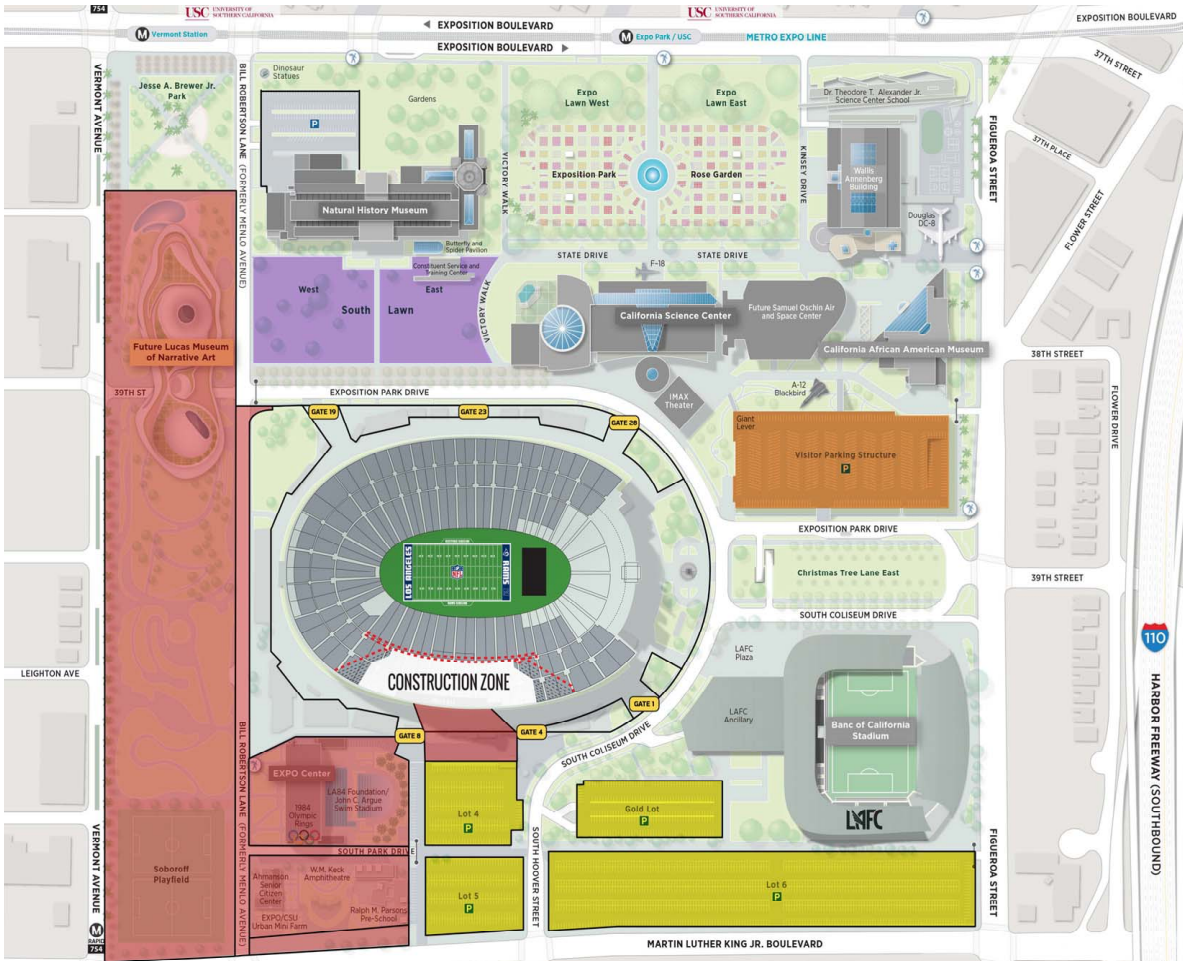 754
USC UNIVERSITY OF
SOUTHERN CALIFORNIA
USC UNIVERSITY OF
SOUTHERN CALIFORNIA
EXPOSITION BOULEVARD
EXPOSITION BOULEVARD
M Vermont Station
M Expo Park / USC
METRO EXPO LINE
EXPOSITION BOULEVARD
37TH STREET
VERMONT AVENUE
Jesse A. Brewer Jr.
Park
BILL ROBERTSON LANE (FORMERLY MENLO AVENUE)
Dinosaur
Statues
Gardens
P
Expo
Lawn West
Expo
Lawn East
Dr. Theodore T. Alexander Jr.
Science Center School
FIGUEROA STREET
37TH PLACE
FLOWER STREET
VICTORY WALK
Exposition Park
Rose Garden
KINSEY DRIVE
Wallis
Annenberg
Building
Natural History Museum
Douglas
DC-8
Butterfly and
Spider Pavilion
Constituent Service and
Training Center
STATE DRIVE
STATE DRIVE
F-18
West
East
South
Lawn
VICTORY WALK
California Science Center
Future Samuel Oschin Air
and Space Center
California African American Museum
Future Lucas Museum
of Narrative Art
38TH STREET
39TH ST
EXPOSITION PARK DRIVE
IMAX
Theater
A-12
Blackbird
FLOWER DRIVE
GATE 19
GATE 23
GATE 28
Giant
Lever
Visitor Parking Structure
P
EXPOSITION PARK DRIVE
LOS ANGELES
NFL
RAMS
Christmas Tree Lane East
39TH STREET
SOUTH COLISEUM DRIVE
110
HARBOR FREEWAY (SOUTHBOUND)
LEIGHTON AVE
CONSTRUCTION ZONE
LAFC
Plaza
LAFC
Ancillary
Banc of California
Stadium
GATE 1
GATE 4
GATE 8
SOUTH COLISEUM DRIVE
BILL ROBERTSON LANE (FORMERLY MENLO AVENUE)
EXPO Center
LA84 Foundation/
John C. Argue
Swim Stadium
1984
Olympic
Rings
Lot 4
P
Gold Lot
P
LAFC
SOUTH PARK DRIVE
SOUTH HOOVER STREET
FIGUEROA STREET
VERMONT AVENUE
Soboroff
Playfield
Ahmanson
Senior
Citizen
Center
W.M. Keck
Amphitheatre
EXPO/CSU
Urban Mini Farm
Ralph M. Parsons
Pre-School
Lot 5
P
Lot 6
P
M
RAPID
754
MARTIN LUTHER KING JR. BOULEVARD